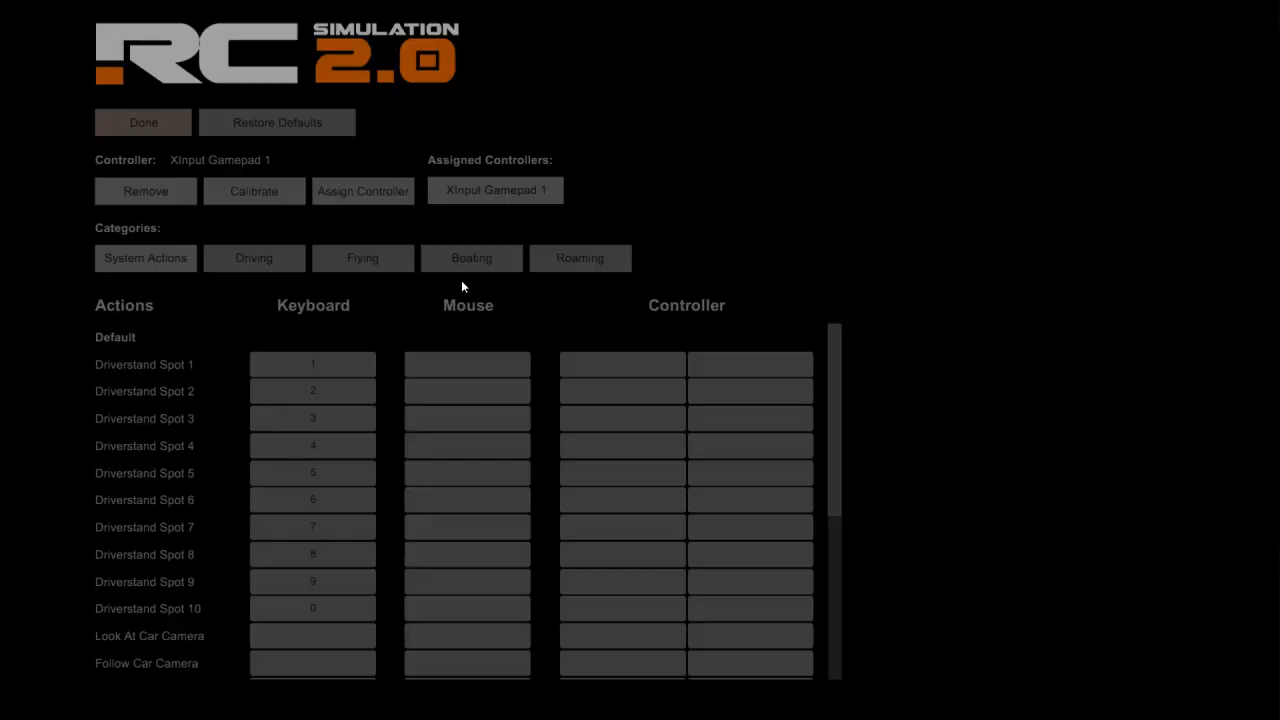 RC SIMULATION 2.0
Done Restore Defaults
Controller: XInput Gamepad 1 Assigned Controllers:
Remove Calibrate Assign Controller XInput Gamepad 1
Categories:
System Actions Driving Flying Boating Roaming
Actions Keyboard Mouse Controller
Default
Driverstand Spot 1 1
Driverstand Spot 2 2
Driverstand Spot 3 3
Driverstand Spot 4 4
Driverstand Spot 5 5
Driverstand Spot 6 6
Driverstand Spot 7 7
Driverstand Spot 8 8
Driverstand Spot 9 9
Driverstand Spot 10 0
Look At Car Camera
Follow Car Camera